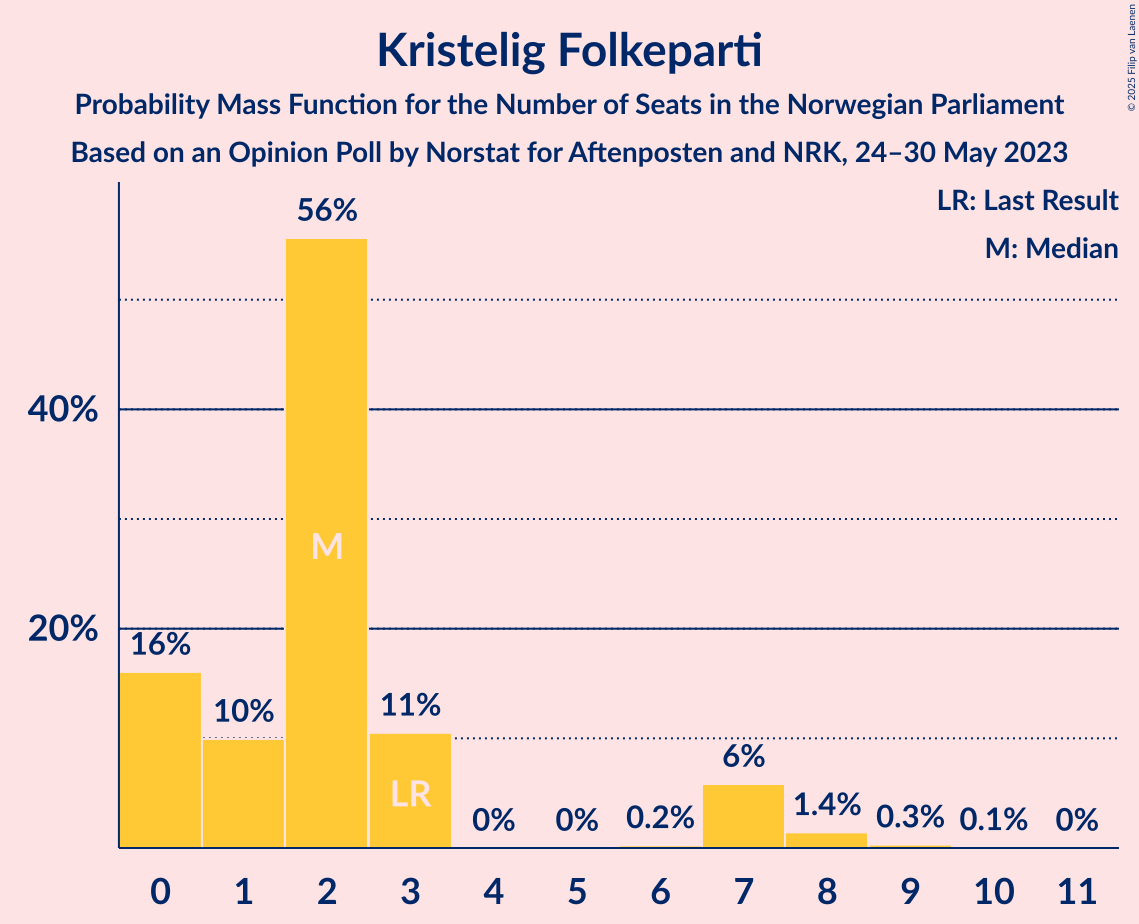 Kristelig Folkeparti
Probability Mass Function for the Number of Seats in the Norwegian Parliament
Based on an Opinion Poll by Norstat for Aftenposten and NRK, 24–30 May 2023
© 2025 Filip van Laenen
LR: Last Result
M: Median
56%
40%
M
20%
16%
10%
11%
LR
0%
0%
0.2%
6%
1.4%
0.3%
0.1%
0%
0 1 2 3 4 5 6 7 8 9 10 11